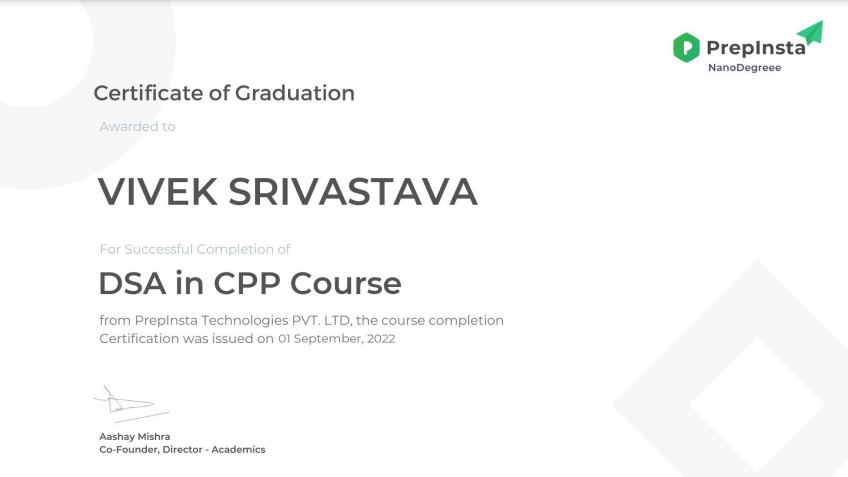 PrepInsta
NanoDegreee
Certificate of Graduation
Awarded to
VIVEK SRIVASTAVA
For Successful Completion of
DSA in CPP Course
from PrepInsta Technologies PVT. LTD, the course completion
Certification was issued on 01 September, 2022
Aashay Mishra
Co-Founder, Director - Academics